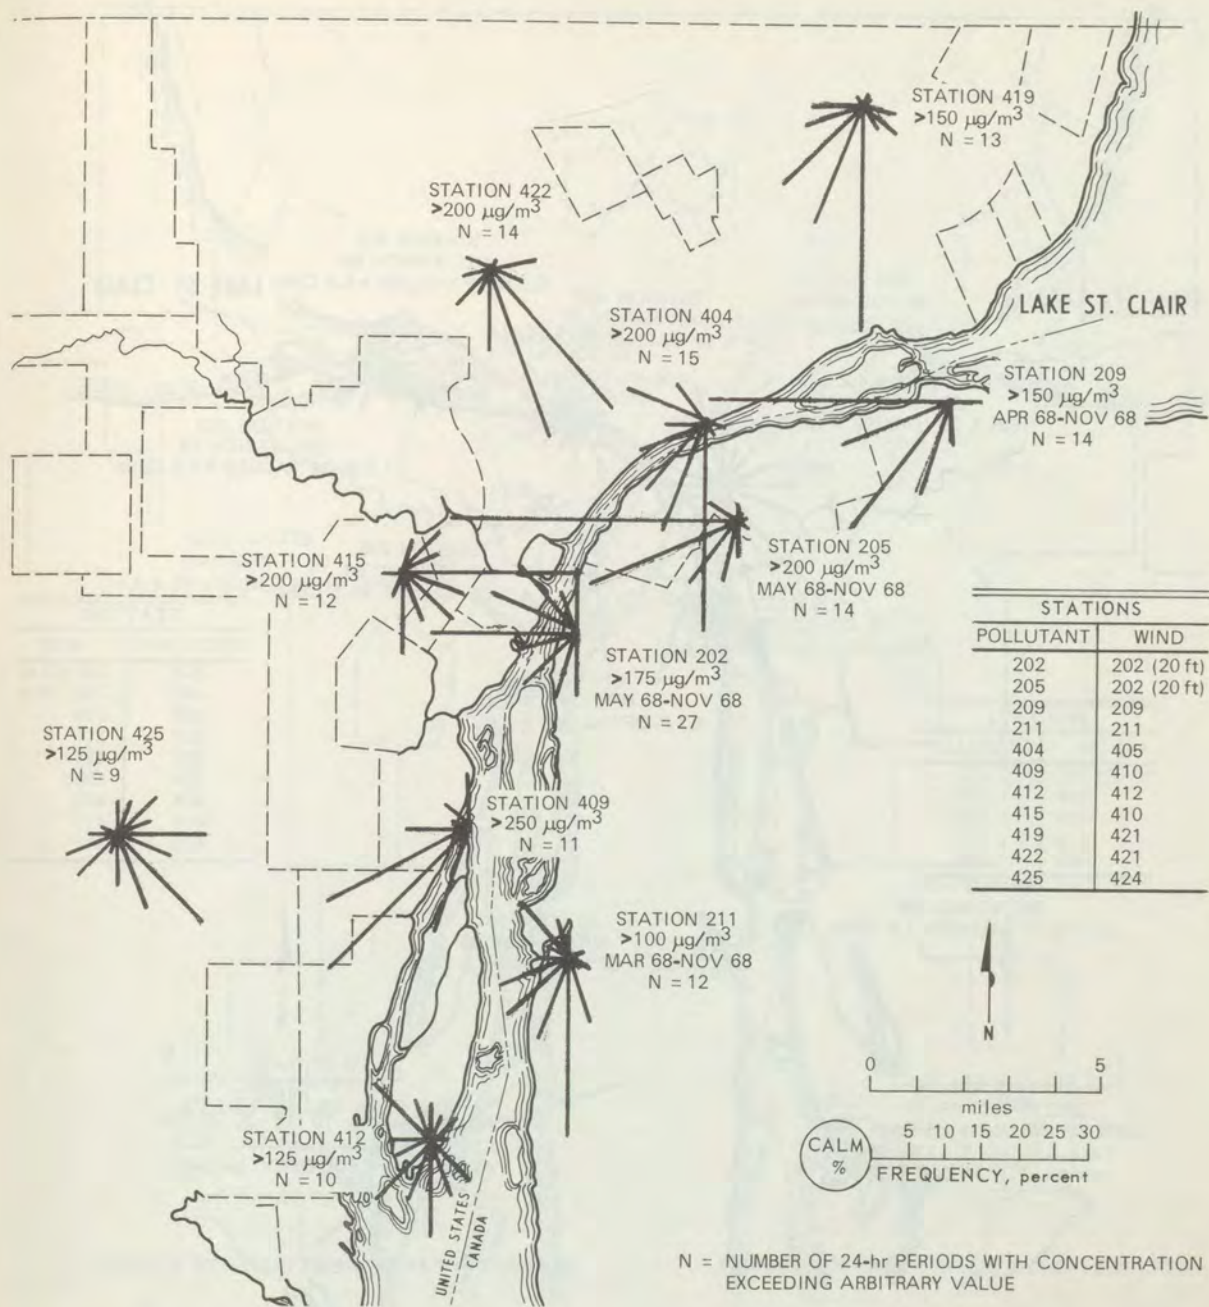 STATION 419
>150 µg/m³
N = 13
STATION 422
>200 µg/m³
N = 14
STATION 404
>200 µg/m³
N = 15
LAKE ST. CLAIR
STATION 209
>150 µg/m³
APR 68-NOV 68
N = 14
STATION 415
>200 µg/m³
N = 12
STATION 205
>200 µg/m³
MAY 68-NOV 68
N = 14
STATION 202
>175 µg/m³
MAY 68-NOV 68
N = 27
STATION 425
>125 µg/m³
N = 9
STATION 409
>250 µg/m³
N = 11
STATION 211
>100 µg/m³
MAR 68-NOV 68
N = 12
STATION 412
>125 µg/m³
N = 10
UNITED STATES
CANADA
STATIONS
POLLUTANT WIND
202 202 (20 ft)
205 202 (20 ft)
209 209
211 211
404 405
409 410
412 412
415 410
419 421
422 421
425 424
N
0 5
miles
CALM
%
5 10 15 20 25 30
FREQUENCY, percent
N = NUMBER OF 24-hr PERIODS WITH CONCENTRATION
EXCEEDING ARBITRARY VALUE